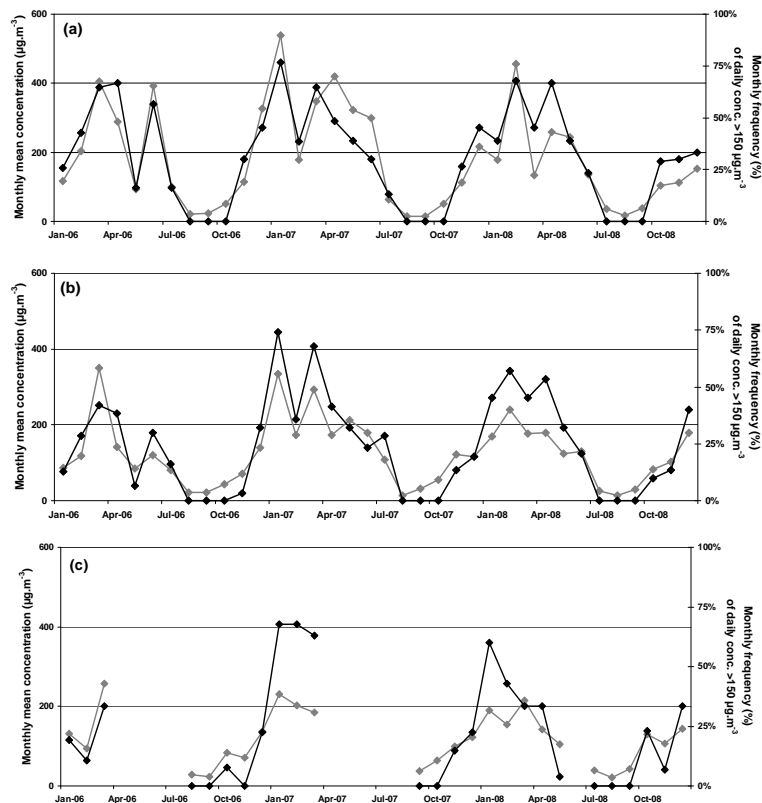 (a)
Monthly mean concentration (µg.m-3)
600
400
200
0
100%
75%
50%
25%
0%
Monthly frequency (%)
of daily conc. >150 µg.m-3
Jan-06 Apr-06 Jul-06 Oct-06 Jan-07 Apr-07 Jul-07 Oct-07 Jan-08 Apr-08 Jul-08 Oct-08
(b)
Monthly mean concentration (µg.m-3)
600
400
200
0
100%
75%
50%
25%
0%
Monthly frequency (%)
of daily conc. >150 µg.m-3
Jan-06 Apr-06 Jul-06 Oct-06 Jan-07 Apr-07 Jul-07 Oct-07 Jan-08 Apr-08 Jul-08 Oct-08
(c)
Monthly mean concentration (µg.m-3)
600
400
200
0
100%
75%
50%
25%
0%
Monthly frequency (%)
of daily conc. >150 µg.m-3
Jan-06 Apr-06 Jul-06 Oct-06 Jan-07 Apr-07 Jul-07 Oct-07 Jan-08 Apr-08 Jul-08 Oct-08